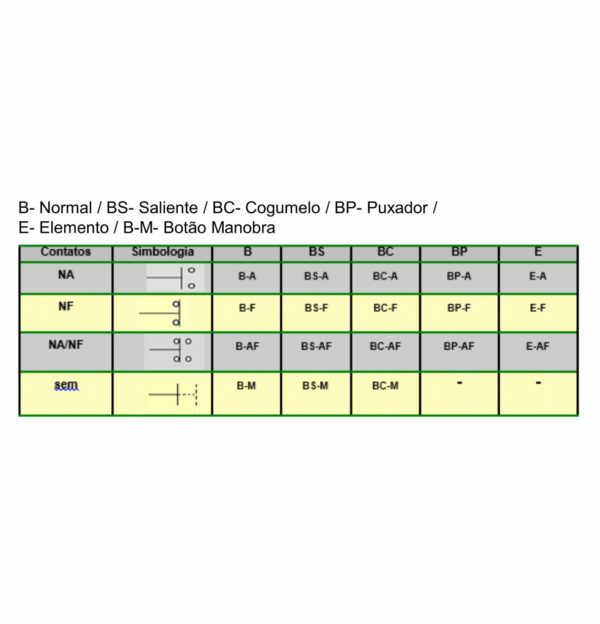 B- Normal / BS- Saliente / BC- Cogumelo / BP- Puxador /
E- Elemento / B-M- Botão Manobra
Contatos Simbologia B BS BC BP E
NA B-A BS-A BC-A BP-A E-A
NF B-F BS-F BC-F BP-F E-F
NA/NF B-AF BS-AF BC-AF BP-AF E-AF
sem B-M BS-M BC-M - -